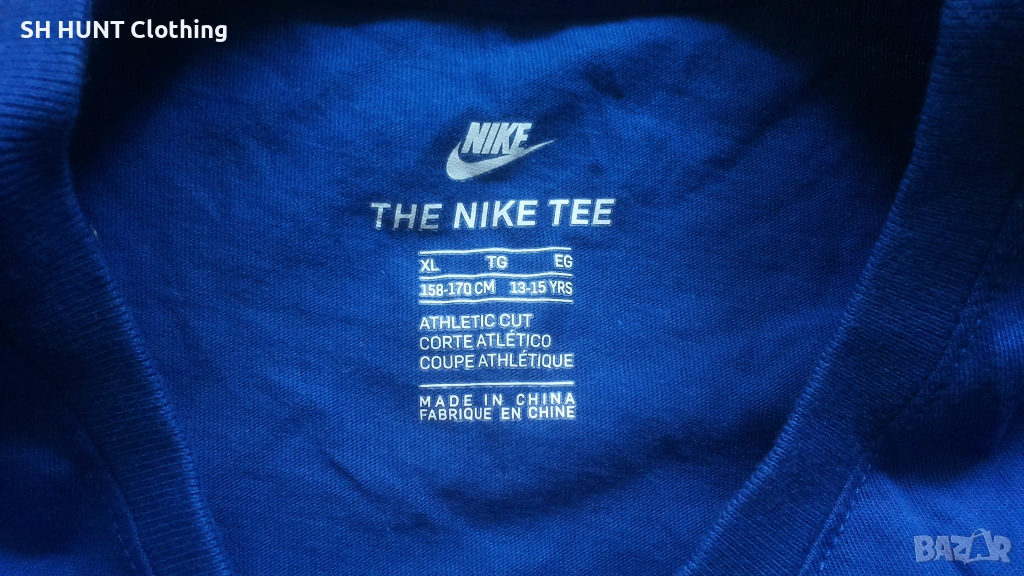 SH HUNT Clothing
NIKE
THE NIKE TEE
XL TG EG
158-170 CM 13-15 YRS
ATHLETIC CUT
CORTE ATLÉTICO
COUPE ATHLÉTIQUE
MADE IN CHINA
FABRIQUE EN CHINE
BAZAR